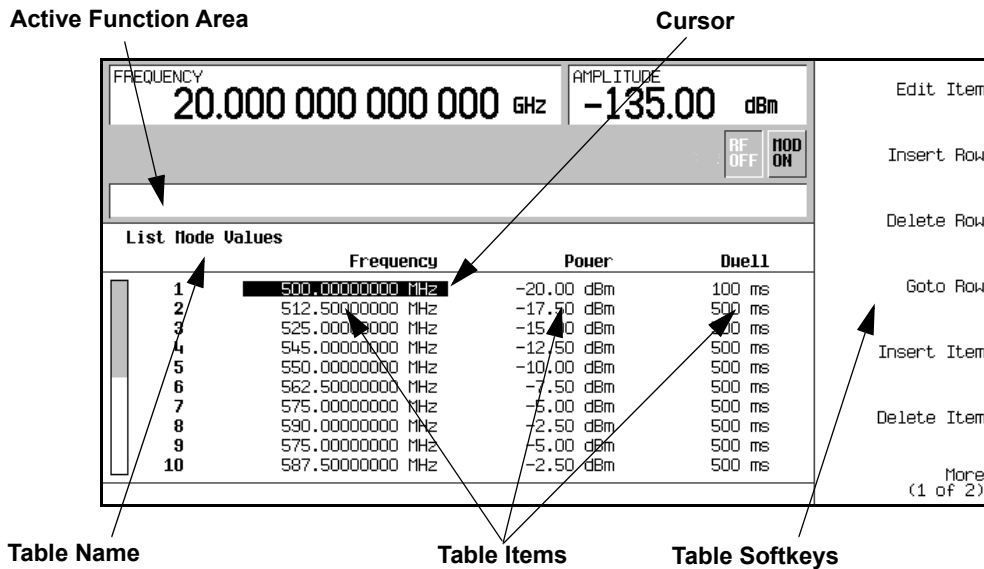 Active Function Area
Cursor
FREQUENCY
20.000 000 000 000 GHz
AMPLITUDE
-135.00 dBm
RF OFF
MOD ON
Edit Item
Insert Row
Delete Row
Goto Row
Insert Item
Delete Item
More
(1 of 2)
List Mode Values
Frequency Power Dwell
1 500.00000000 MHz -20.00 dBm 100 ms
2 512.50000000 MHz -17.50 dBm 500 ms
3 525.00000000 MHz -15.00 dBm 500 ms
4 545.00000000 MHz -12.50 dBm 500 ms
5 550.00000000 MHz -10.00 dBm 500 ms
6 562.50000000 MHz -7.50 dBm 500 ms
7 575.00000000 MHz -5.00 dBm 500 ms
8 590.00000000 MHz -2.50 dBm 500 ms
9 575.00000000 MHz -5.00 dBm 500 ms
10 587.50000000 MHz -2.50 dBm 500 ms
Table Name
Table Items
Table Softkeys